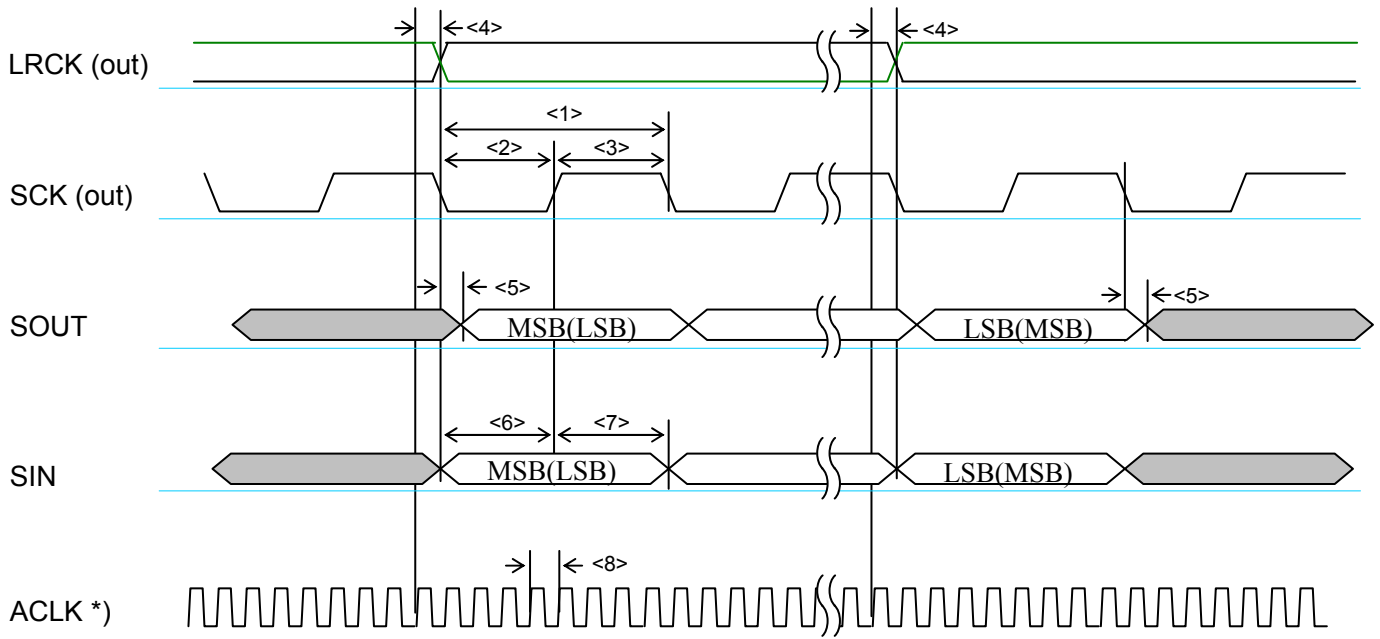 <4> <4>
LRCK (out)
<1>
<2> <3>
SCK (out)
<5> <5>
SOUT MSB(LSB) LSB(MSB)
<6> <7>
SIN MSB(LSB) LSB(MSB)
<8>
ACLK *)